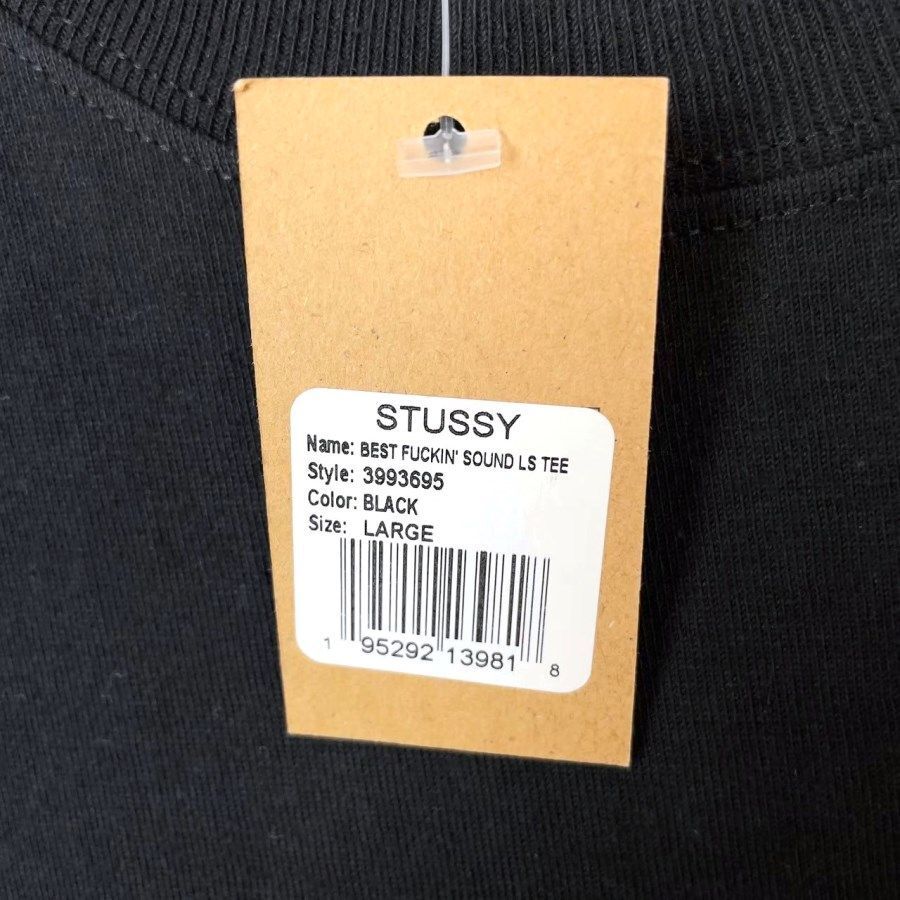 STUSSY
Name: BEST FUCKIN' SOUND LS TEE
Style: 3993695
Color: BLACK
Size: LARGE
1 95292 13981 8